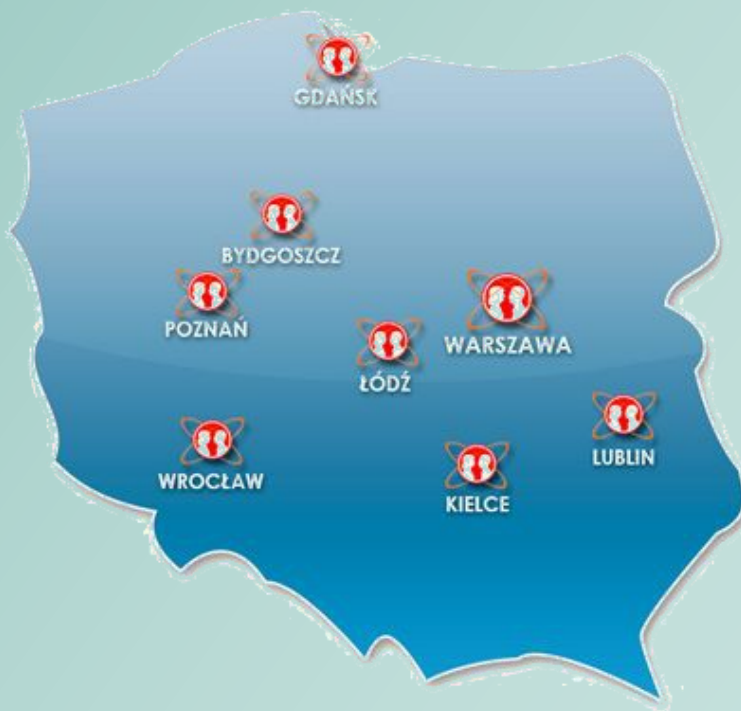 GDAŃSK
BYDGOSZCZ
POZNAŃ
WARSZAWA
ŁÓDŹ
LUBLIN
WROCŁAW
KIELCE